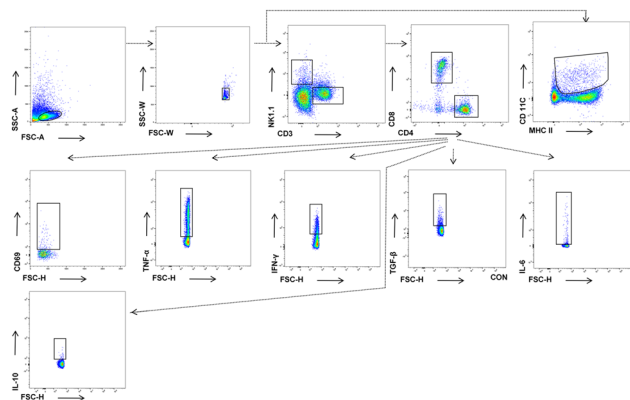 SSC-A
FSC-A
SSC-W
FSC-W
NK1.1
CD3
CD8
CD4
CD 11C
MHC II
CD69
FSC-H
TNF-α
FSC-H
IFN-γ
FSC-H
TGF-β
FSC-H
CON
IL-6
FSC-H
IL-10
FSC-H